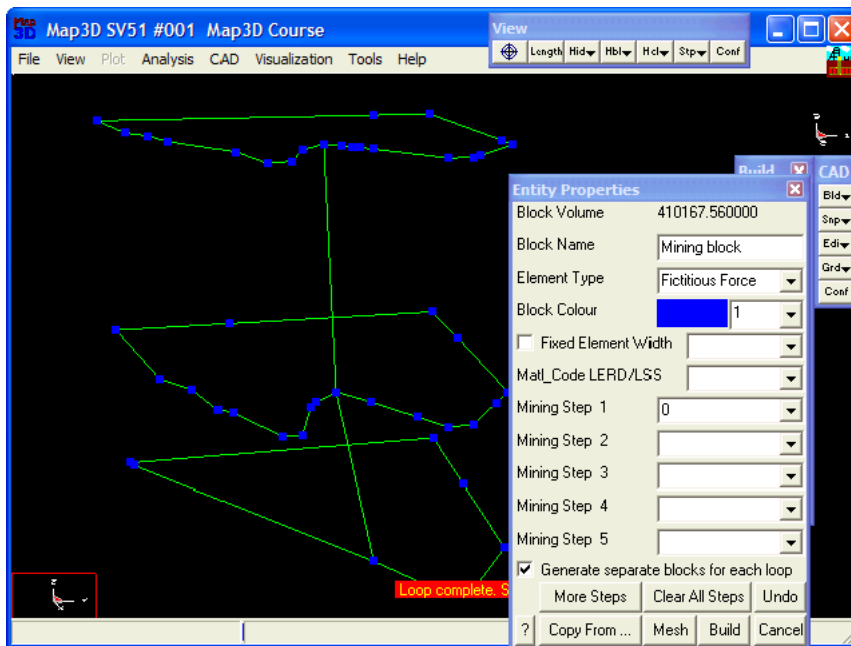 Map3D SV51 #001 Map3D Course
View
Length Hid Hbl Hcl Stp Conf
File View Plot Analysis CAD Visualization Tools Help
Build
CAD
Bld
Snp
Edi
Grd
Conf
Entity Properties
Block Volume 410167.560000
Block Name Mining block
Element Type Fictitious Force
Block Colour 1
Fixed Element Width
Matl_Code LERD/LSS
Mining Step 1 0
Mining Step 2
Mining Step 3
Mining Step 4
Mining Step 5
Generate separate blocks for each loop
More Steps Clear All Steps Undo
? Copy From ... Mesh Build Cancel
Loop complete. S